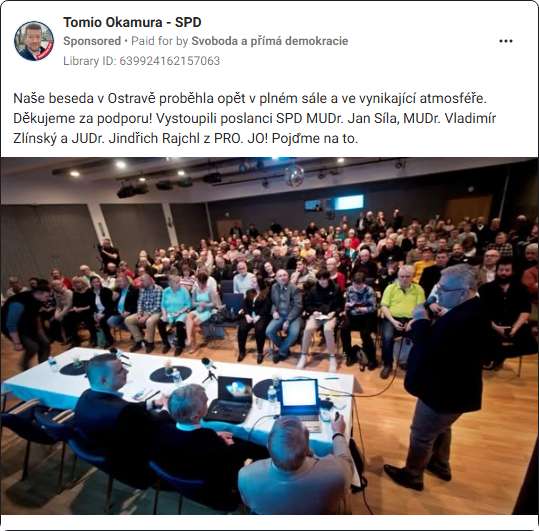 Tomio Okamura - SPD
Sponsored • Paid for by Svoboda a přímá demokracie
Library ID: 639924162157063
Naše beseda v Ostravě proběhla opět v plném sále a ve vynikající atmosféře.
Děkujeme za podporu! Vystoupili poslanci SPD MUDr. Jan Síla, MUDr. Vladimír
Zlínský a JUDr. Jindřich Rajchl z PRO. JO! Pojďme na to.